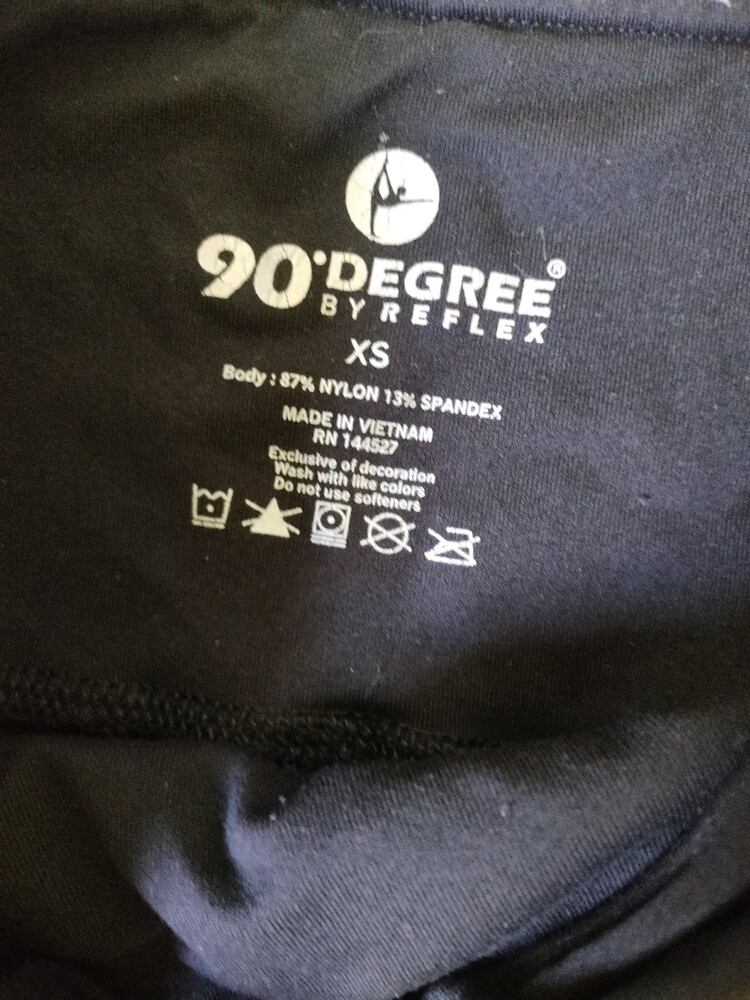 90°DEGREE®
BY REFLEX
XS
Body : 87% NYLON 13% SPANDEX
MADE IN VIETNAM
RN 144527
Exclusive of decoration
Wash with like colors
Do not use softeners